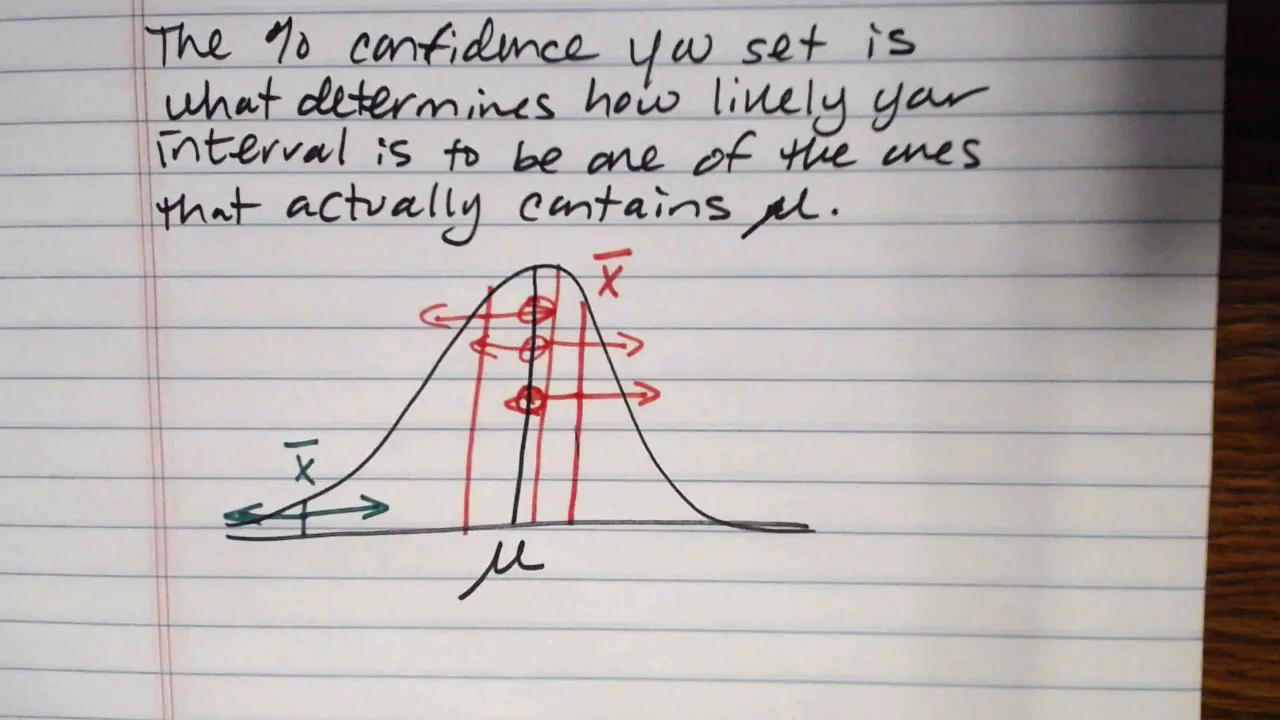 The % confidence you set is
what determines how likely your
interval is to be one of the ones
that actually contains μ.
x̄
x̄
μ